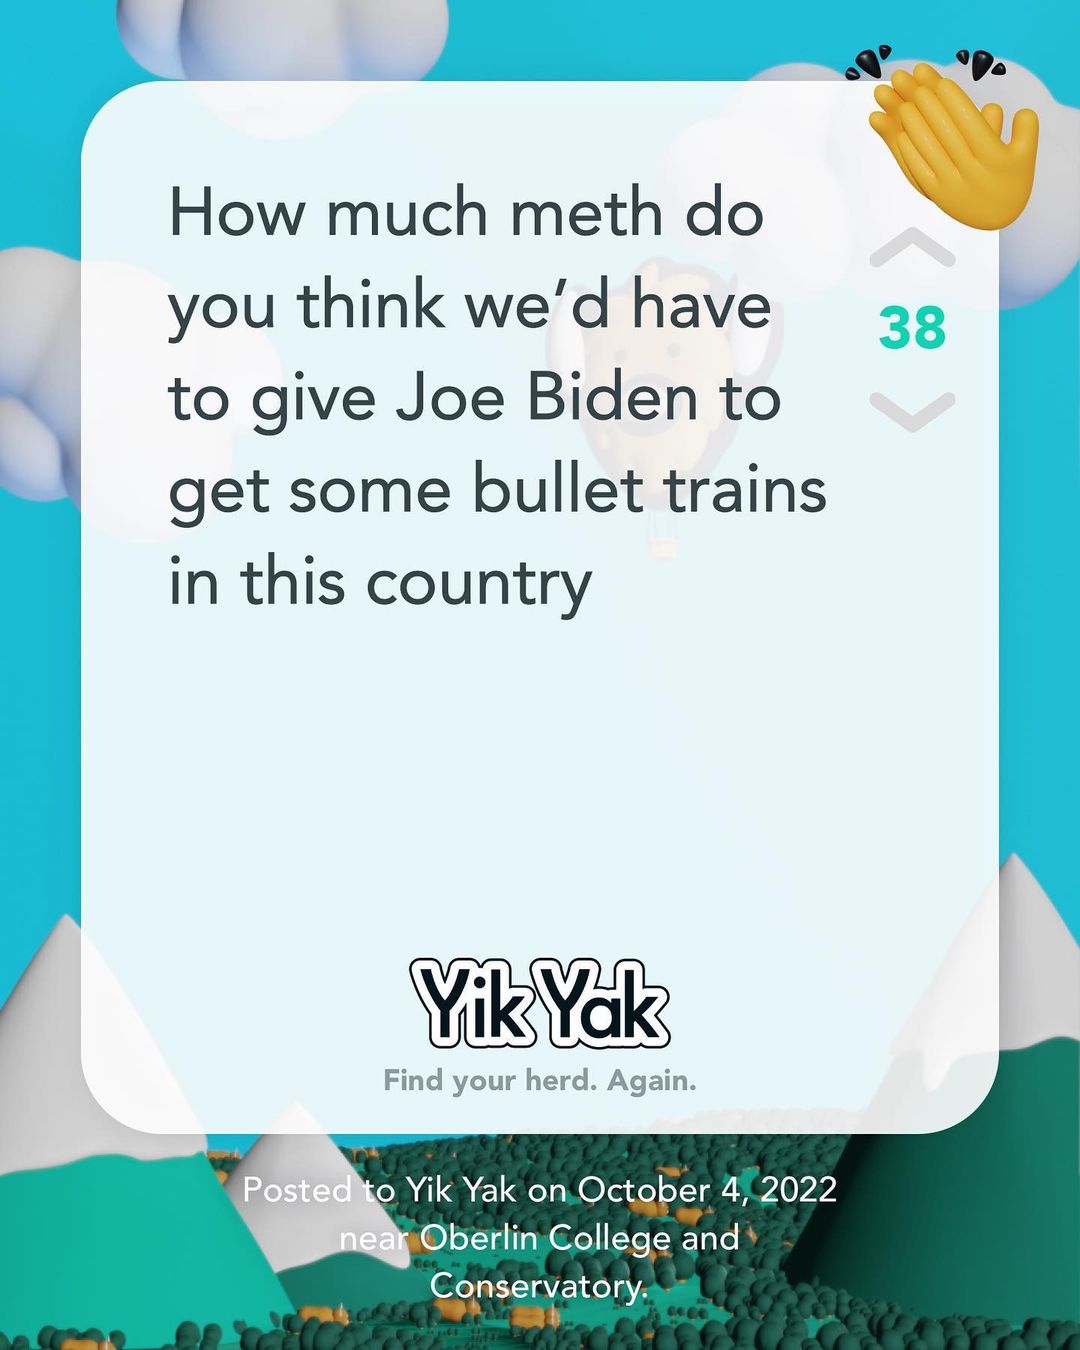 How much meth do
you think we’d have
to give Joe Biden to
get some bullet trains
in this country
38
Yik Yak
Find your herd. Again.
Posted to Yik Yak on October 4, 2022
near Oberlin College and
Conservatory.